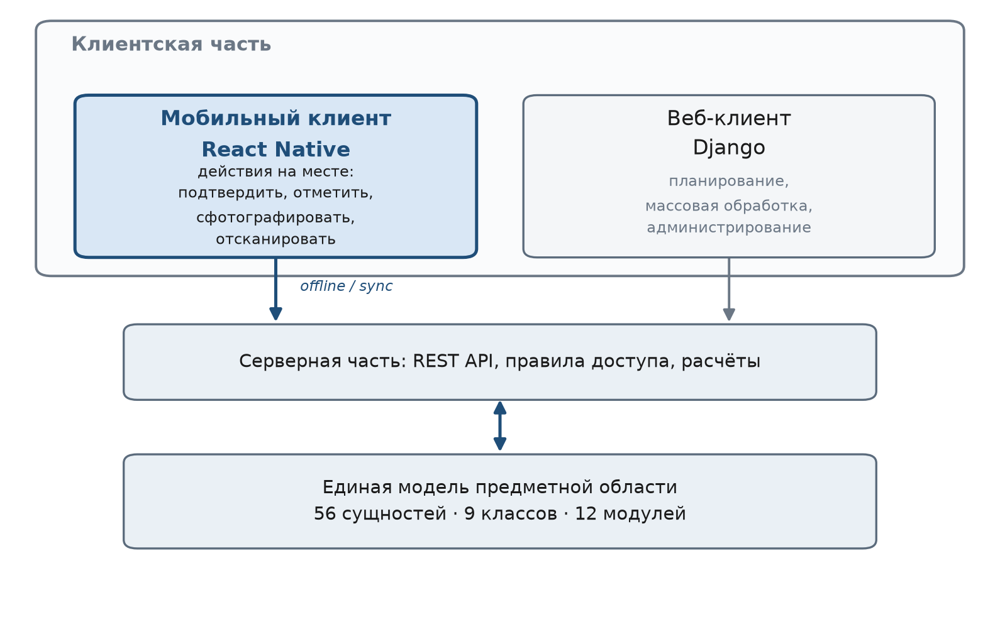 Клиентская часть
Мобильный клиент
React Native
действия на месте:
подтвердить, отметить,
сфотографировать,
отсканировать
Веб-клиент
Django
планирование,
массовая обработка,
администрирование
offline / sync
Серверная часть: REST API, правила доступа, расчёты
Единая модель предметной области
56 сущностей · 9 классов · 12 модулей